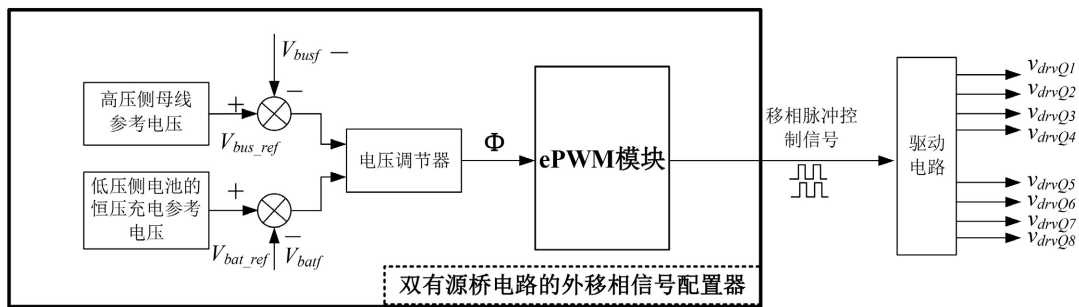 V_busf
高压侧母线
参考电压
+
−
−
V_bus_ref
低压侧电池的
恒压充电参考
电压
+
−
V_bat_ref
V_batf
电压调节器
Φ
ePWM模块
移相脉冲控
制信号
驱动
电路
v_drvQ1
v_drvQ2
v_drvQ3
v_drvQ4
v_drvQ5
v_drvQ6
v_drvQ7
v_drvQ8
双有源桥电路的外移相信号配置器